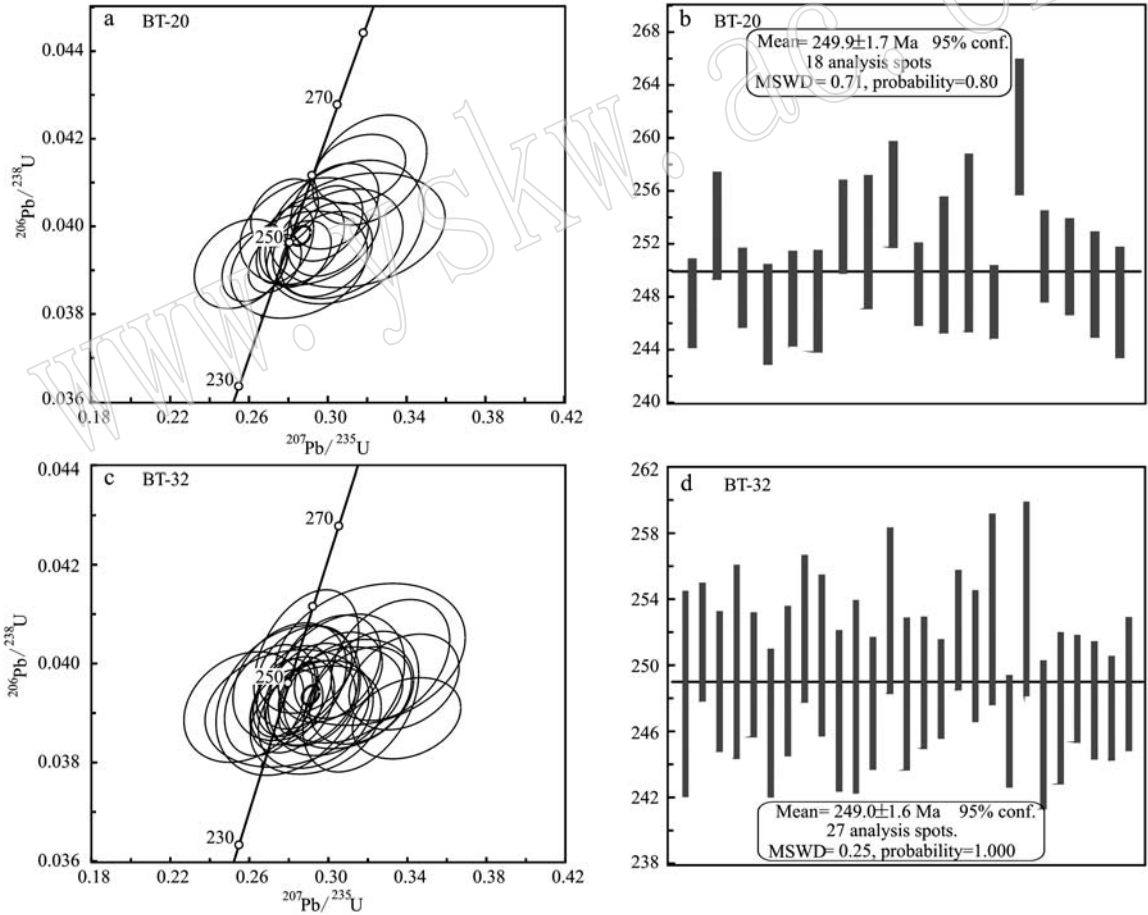 a BT-20
0.044
0.042
0.040
0.038
0.036
270
250
230
0.18 0.22 0.26 0.30 0.34 0.38 0.42
²⁰⁶Pb/²³⁸U
²⁰⁷Pb/²³⁵U
b BT-20
Mean= 249.9±1.7 Ma 95% conf.
18 analysis spots
MSWD = 0.71, probability=0.80
268
264
260
256
252
248
244
240
c BT-32
0.044
0.042
0.040
0.038
0.036
270
250
230
0.18 0.22 0.26 0.30 0.34 0.38 0.42
²⁰⁶Pb/²³⁸U
²⁰⁷Pb/²³⁵U
d BT-32
262
258
254
250
246
242
238
Mean= 249.0±1.6 Ma 95% conf.
27 analysis spots.
MSWD= 0.25, probability=1.000
www.yskw.ac.c